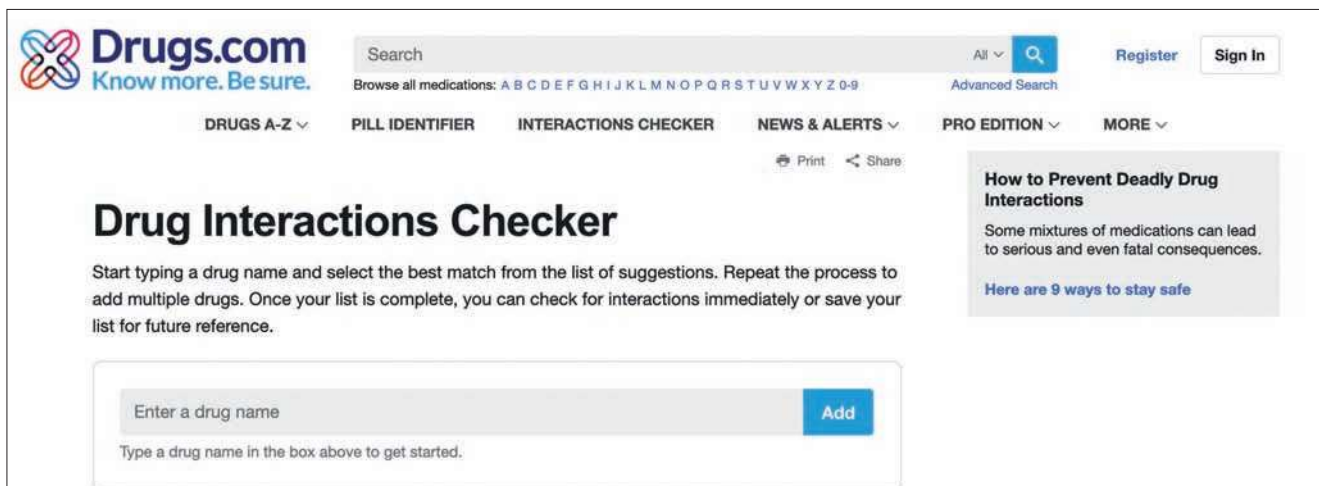 Drugs.com
Know more. Be sure.
Search
All
Register
Sign In
Browse all medications: A B C D E F G H I J K L M N O P Q R S T U V W X Y Z 0-9
Advanced Search
DRUGS A-Z
PILL IDENTIFIER
INTERACTIONS CHECKER
NEWS & ALERTS
PRO EDITION
MORE
Print
Share
Drug Interactions Checker
Start typing a drug name and select the best match from the list of suggestions. Repeat the process to
add multiple drugs. Once your list is complete, you can check for interactions immediately or save your
list for future reference.
Enter a drug name
Add
Type a drug name in the box above to get started.
How to Prevent Deadly Drug
Interactions
Some mixtures of medications can lead
to serious and even fatal consequences.
Here are 9 ways to stay safe